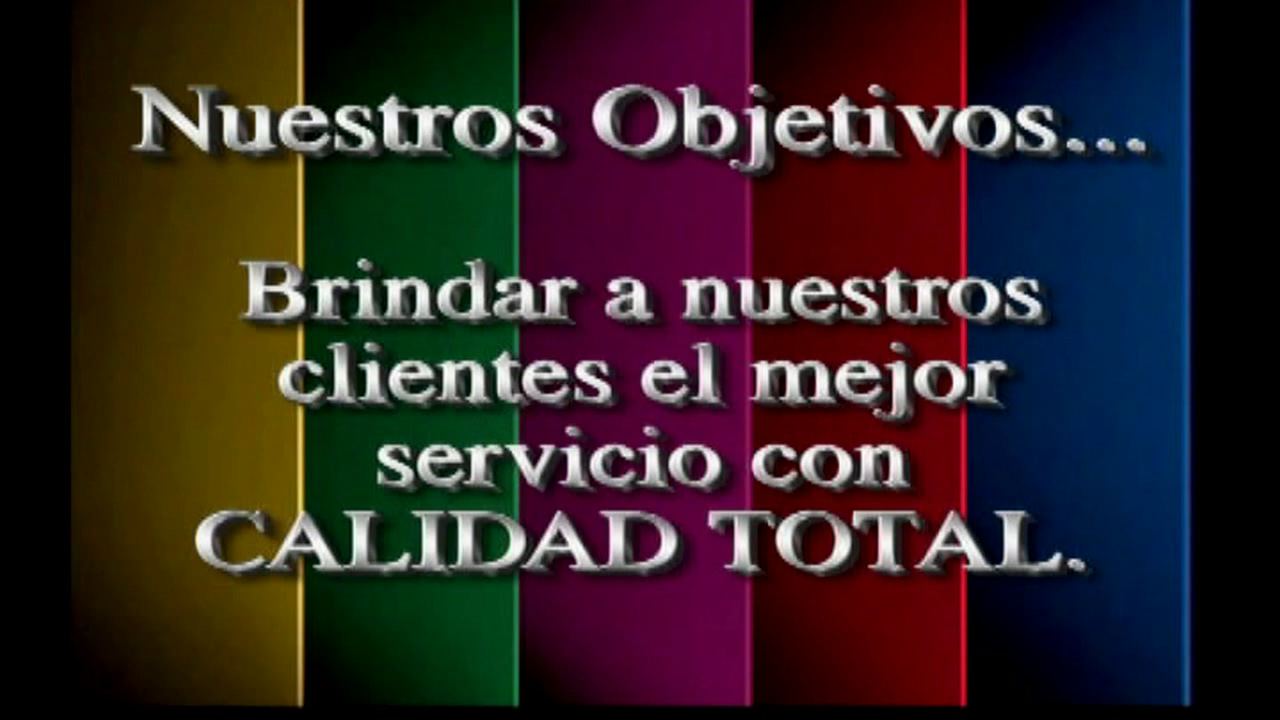 Nuestros Objetivos...
Brindar a nuestros
clientes el mejor
servicio con
CALIDAD TOTAL.